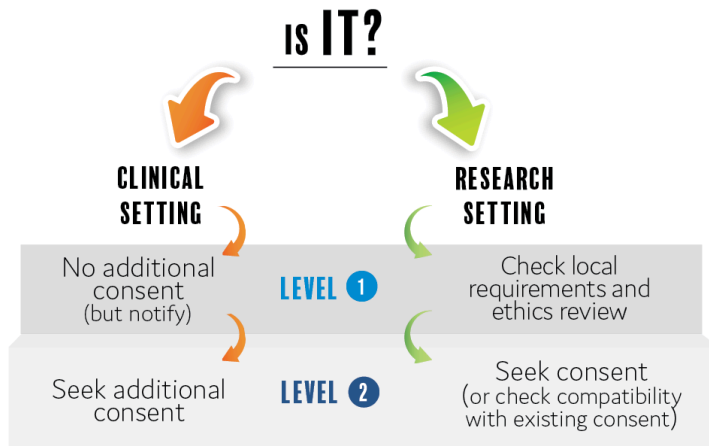 IS IT?
CLINICAL
SETTING
RESEARCH
SETTING
No additional
consent
(but notify)
LEVEL 1
Check local
requirements and
ethics review
Seek additional
consent
LEVEL 2
Seek consent
(or check compatibility
with existing consent)